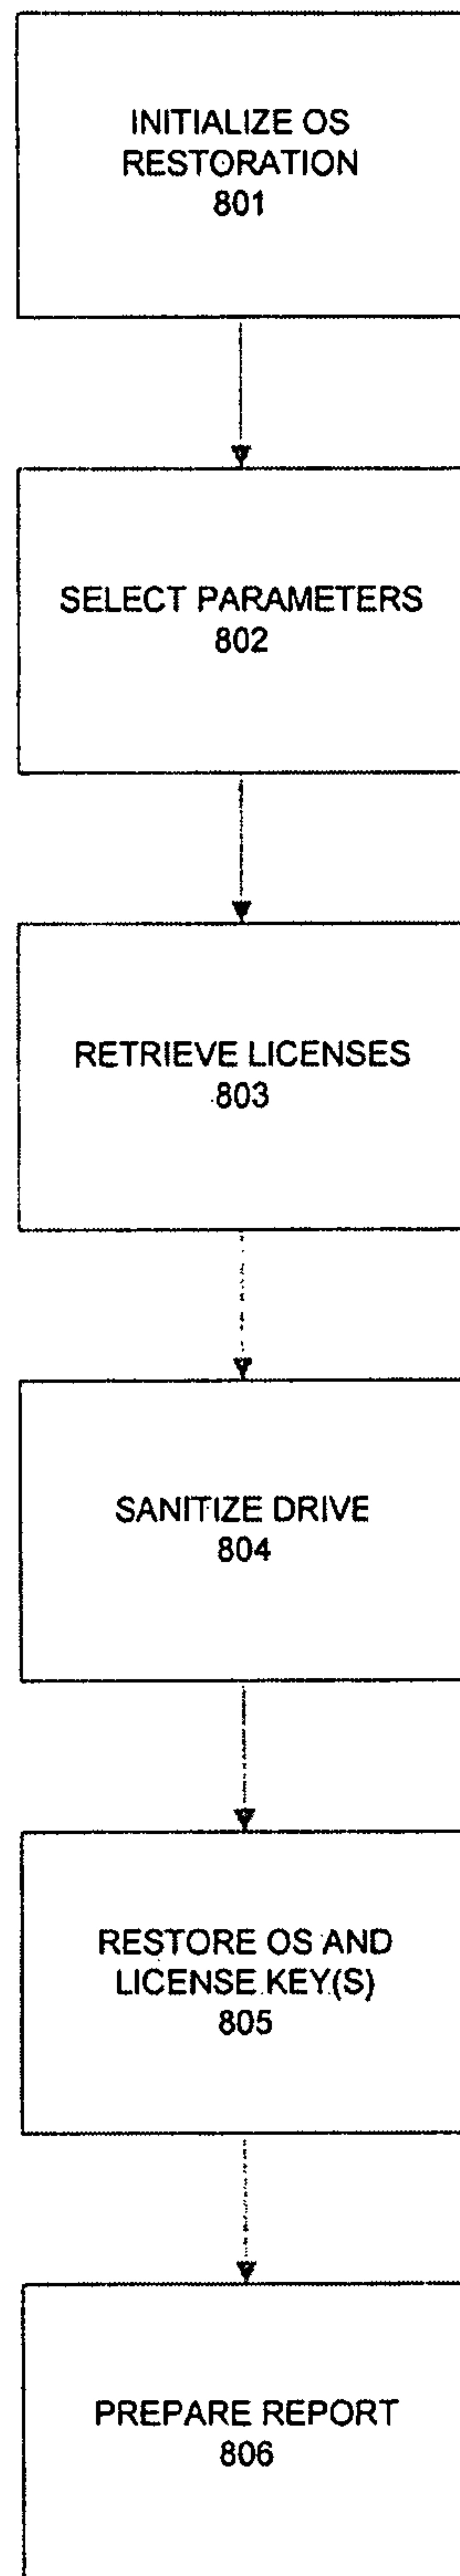 INITIALIZE OS
RESTORATION
801
SELECT PARAMETERS
802
RETRIEVE LICENSES
803
SANITIZE DRIVE
804
RESTORE OS AND
LICENSE KEY(S)
805
PREPARE REPORT
806